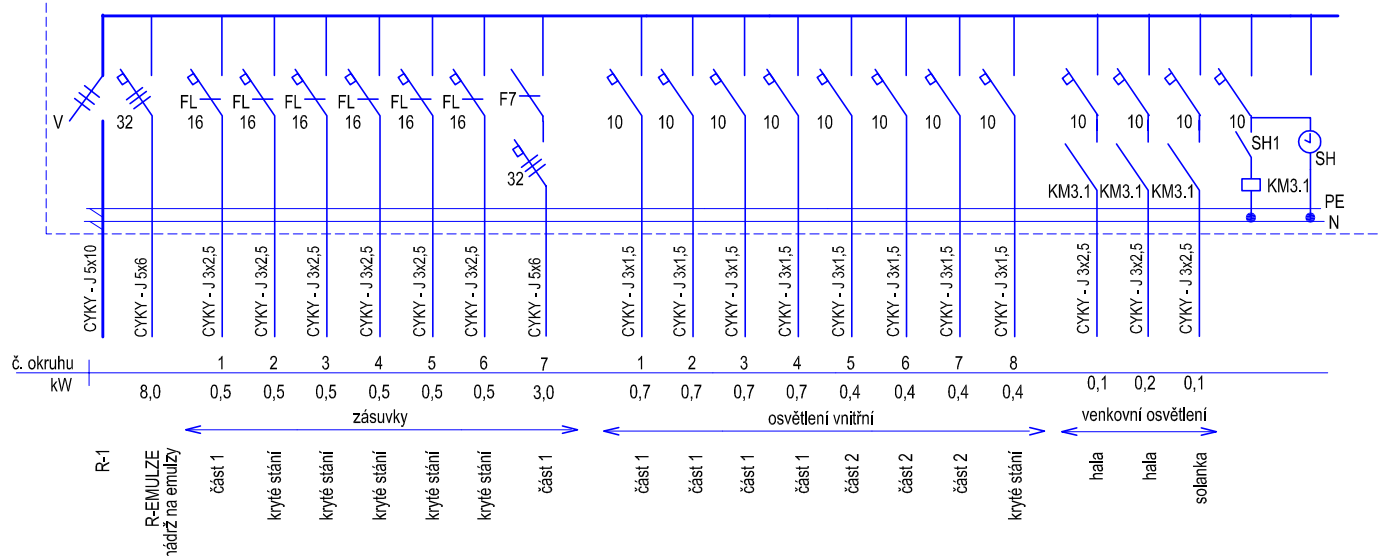 V 32 FL 16 FL 16 FL 16 FL 16 FL 16 FL 16 F7 10 10 10 10 10 10 10 10 10 10 10 10
32
SH1 SH
KM3.1 KM3.1 KM3.1 KM3.1
PE
N
CYKY - J 5x10
CYKY - J 5x6
CYKY - J 3x2,5
CYKY - J 3x2,5
CYKY - J 3x2,5
CYKY - J 3x2,5
CYKY - J 3x2,5
CYKY - J 3x2,5
CYKY - J 5x6
CYKY - J 3x1,5
CYKY - J 3x1,5
CYKY - J 3x1,5
CYKY - J 3x1,5
CYKY - J 3x1,5
CYKY - J 3x1,5
CYKY - J 3x1,5
CYKY - J 3x1,5
CYKY - J 3x2,5
CYKY - J 3x2,5
CYKY - J 3x2,5
č. okruhu 1 2 3 4 5 6 7 1 2 3 4 5 6 7 8
kW 8,0 0,5 0,5 0,5 0,5 0,5 0,5 3,0 0,7 0,7 0,7 0,7 0,4 0,4 0,4 0,4 0,1 0,2 0,1
zásuvky osvětlení vnitřní venkovní osvětlení
R-1
R-EMULZE
nádrž na emulzy
část 1
kryté stání
kryté stání
kryté stání
kryté stání
kryté stání
část 1
část 1
část 1
část 1
část 1
část 2
část 2
část 2
kryté stání
hala
hala
solanka